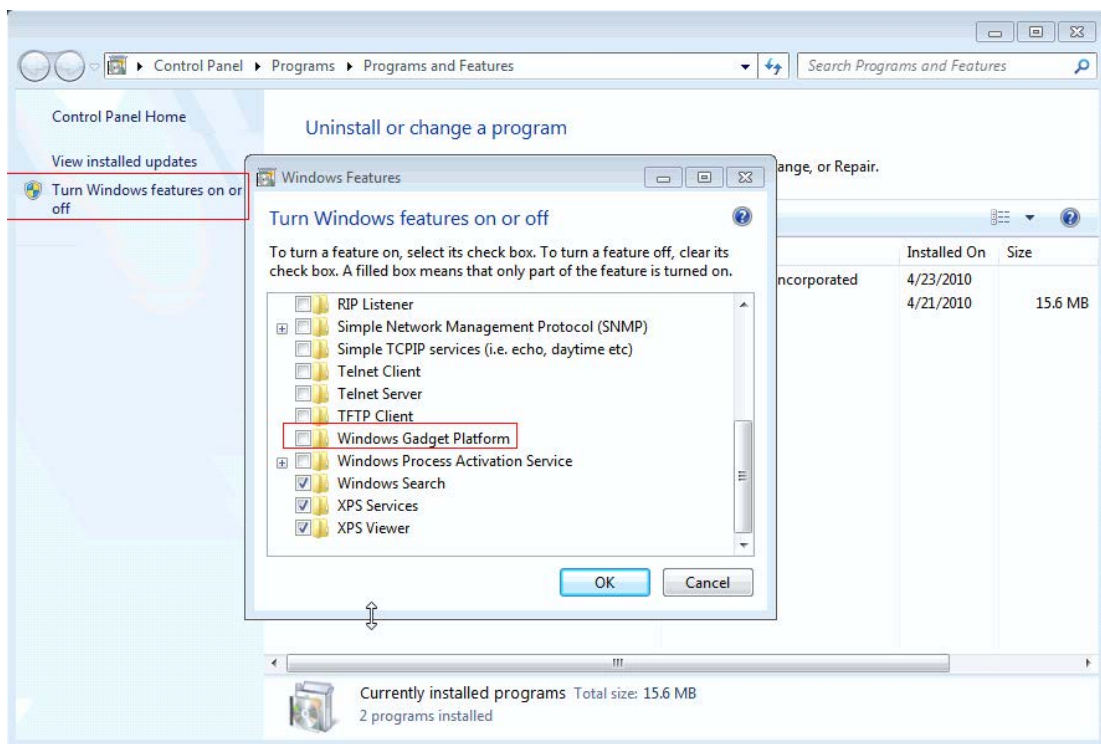 Control Panel ▸ Programs ▸ Programs and Features
Search Programs and Features
Control Panel Home
View installed updates
Turn Windows features on or
off
Uninstall or change a program
ange, or Repair.
Installed On Size
ncorporated 4/23/2010
4/21/2010 15.6 MB
Windows Features
Turn Windows features on or off
To turn a feature on, select its check box. To turn a feature off, clear its
check box. A filled box means that only part of the feature is turned on.
RIP Listener
Simple Network Management Protocol (SNMP)
Simple TCPIP services (i.e. echo, daytime etc)
Telnet Client
Telnet Server
TFTP Client
Windows Gadget Platform
Windows Process Activation Service
Windows Search
XPS Services
XPS Viewer
OK Cancel
Currently installed programs Total size: 15.6 MB
2 programs installed